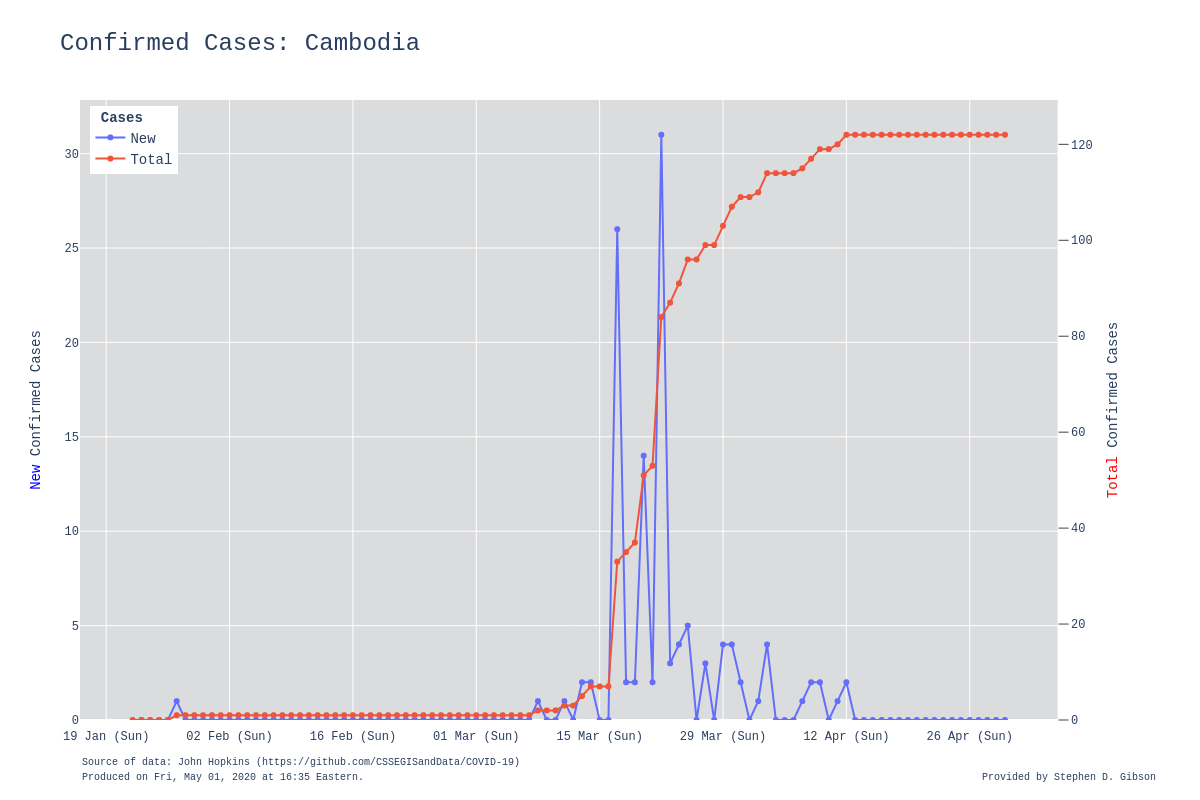 Confirmed Cases: Cambodia
Cases
New
Total
30
25
20
15
10
5
0
New Confirmed Cases
120
100
80
60
40
20
0
Total Confirmed Cases
19 Jan (Sun) 02 Feb (Sun) 16 Feb (Sun) 01 Mar (Sun) 15 Mar (Sun) 29 Mar (Sun) 12 Apr (Sun) 26 Apr (Sun)
Source of data: John Hopkins (https://github.com/CSSEGISandData/COVID-19)
Produced on Fri, May 01, 2020 at 16:35 Eastern.
Provided by Stephen D. Gibson